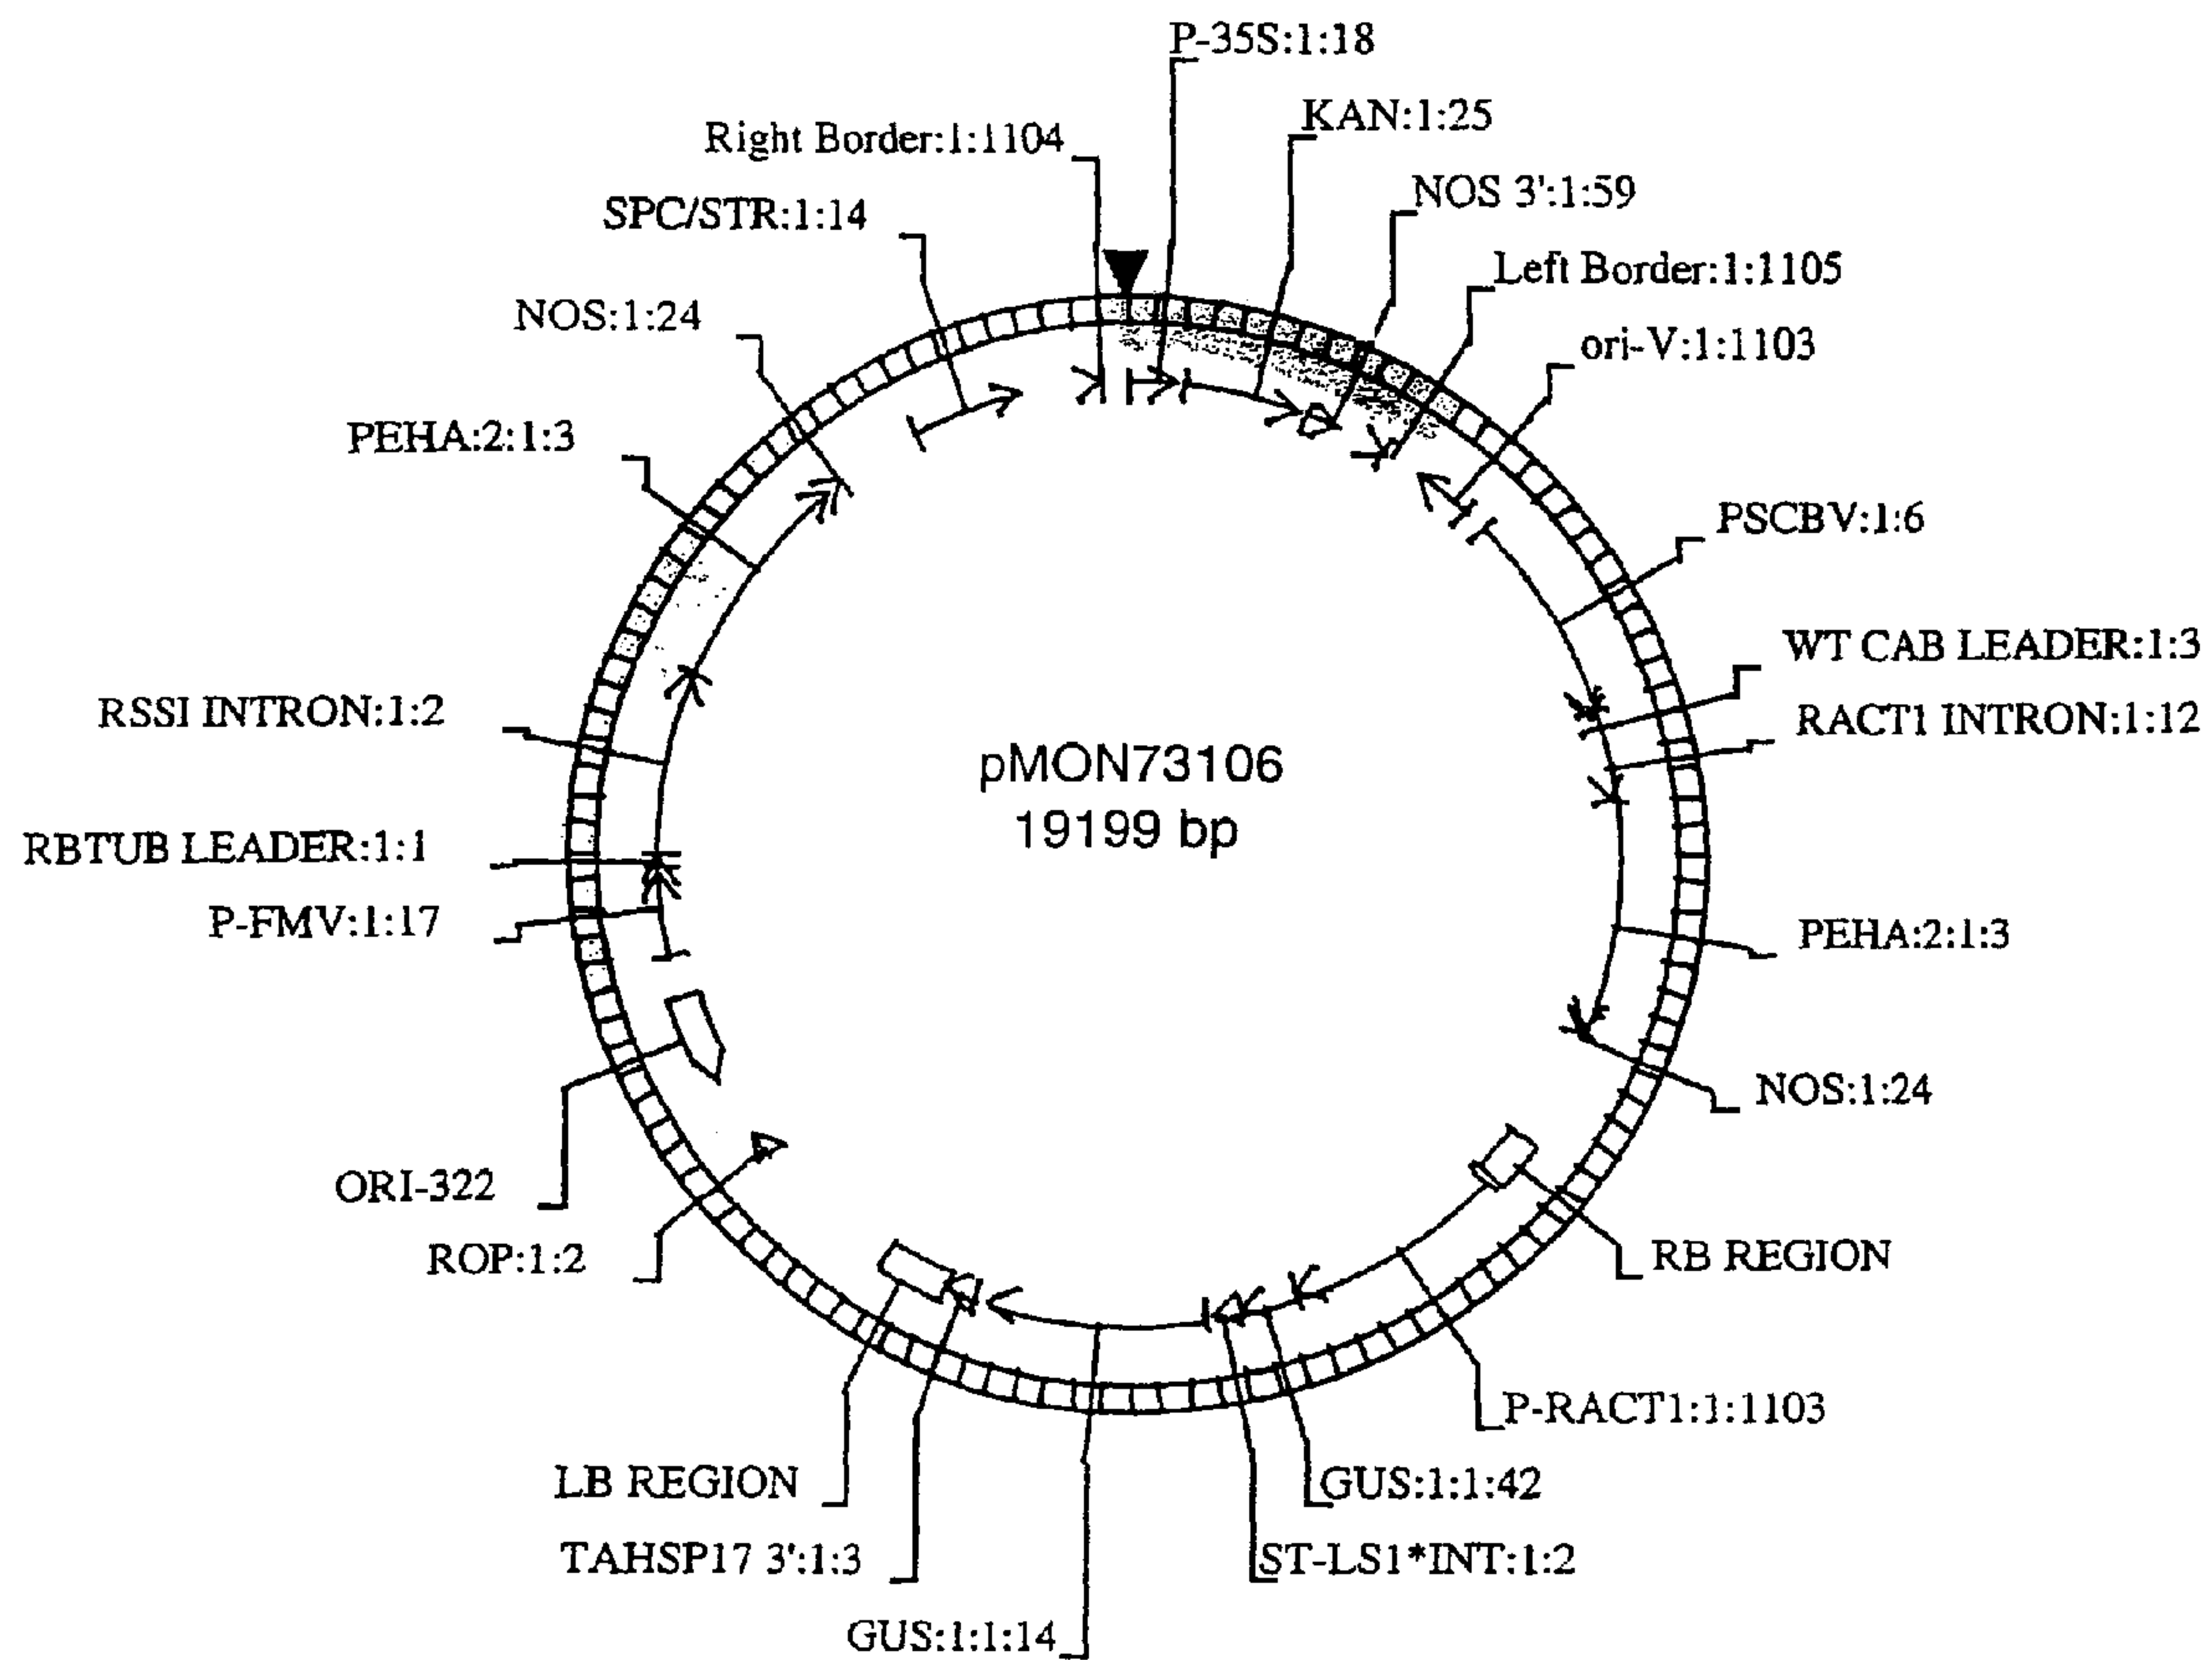 P-35S:1:18
KAN:1:25
Right Border:1:1104
NOS 3':1:59
SPC/STR:1:14
Left Border:1:1105
NOS:1:24
ori-V:1:1103
PEHA:2:1:3
PSCBV:1:6
WT CAB LEADER:1:3
RSSI INTRON:1:2
RACT1 INTRON:1:12
pMON73106
19199 bp
RBTUB LEADER:1:1
P-FMV:1:17
PEHA:2:1:3
NOS:1:24
ORI-322
ROP:1:2
RB REGION
P-RACT1:1:1103
LB REGION
GUS:1:1:42
TAHSP17 3':1:3
ST-LS1*INT:1:2
GUS:1:1:14